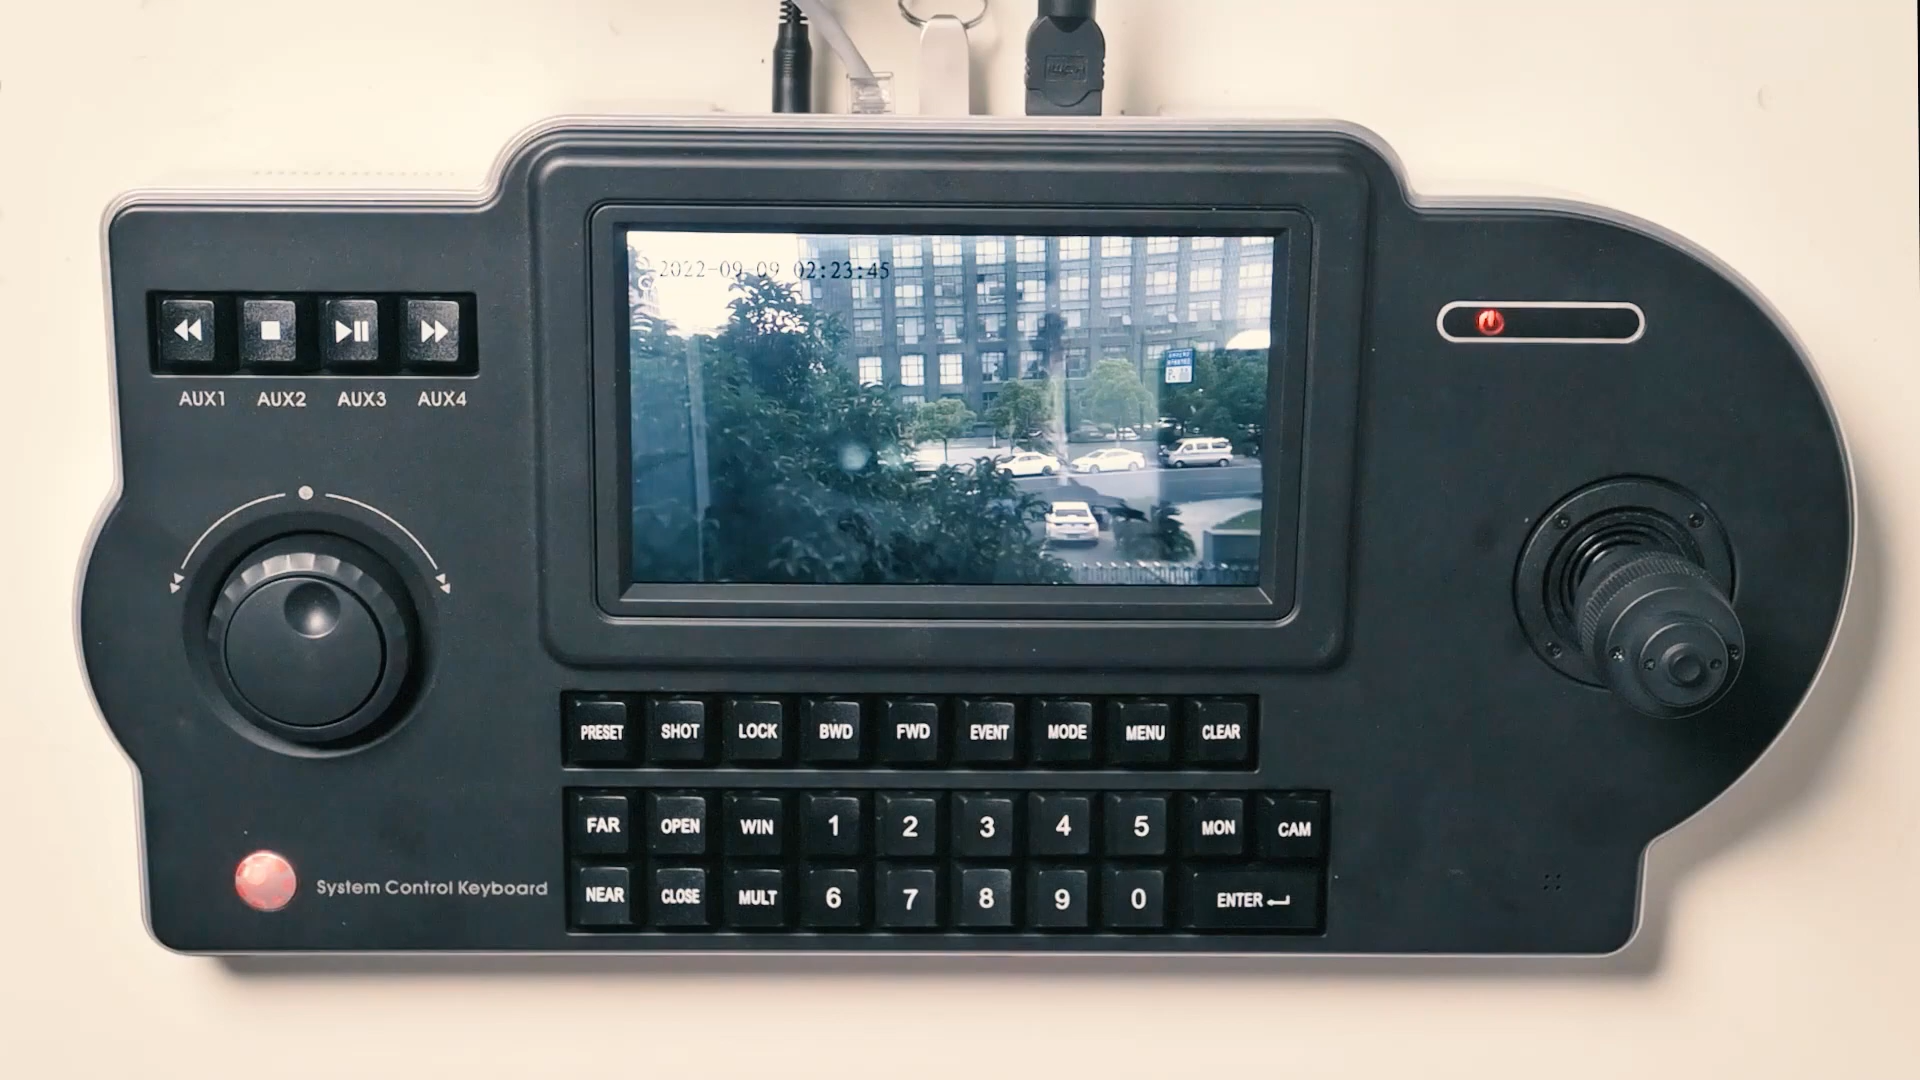 2022-09-09 02:23:45
AUX1 AUX2 AUX3 AUX4
PRESET SHOT LOCK BWD FWD EVENT MODE MENU CLEAR
FAR OPEN WIN 1 2 3 4 5 MON CAM
NEAR CLOSE MULT 6 7 8 9 0 ENTER
System Control Keyboard